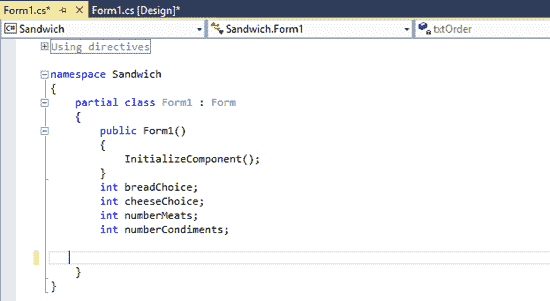 Form1.cs* Form1.cs [Design]*
Sandwich Sandwich.Form1 txtOrder
Using directives
namespace Sandwich
{
partial class Form1 : Form
{
public Form1()
{
InitializeComponent();
}
int breadChoice;
int cheeseChoice;
int numberMeats;
int numberCondiments;
}
}